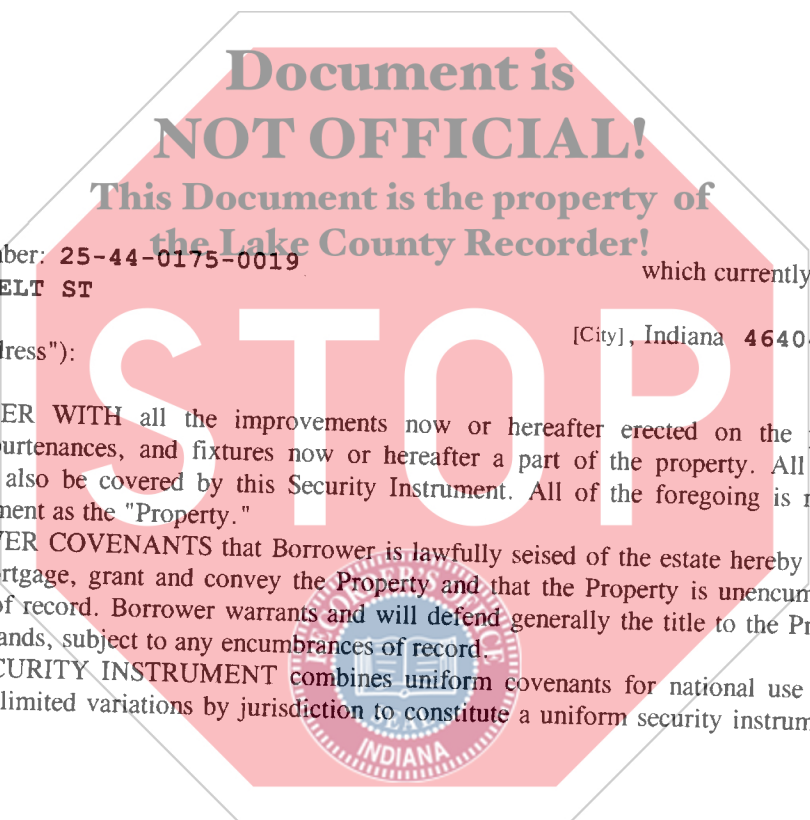 Document is
NOT OFFICIAL!
This Document is the property of
the Lake County Recorder!
ber: 25-44-0175-0019 which currently
ELT ST
[City], Indiana 4640
dress"):
STOP
ER WITH all the improvements now or hereafter erected on the
purtenances, and fixtures now or hereafter a part of the property. All
also be covered by this Security Instrument. All of the foregoing is
ment as the "Property."
VER COVENANTS that Borrower is lawfully seised of the estate hereby
rtgage, grant and convey the Property and that the Property is unencum
of record. Borrower warrants and will defend generally the title to the Pr
ands, subject to any encumbrances of record.
CURITY INSTRUMENT combines uniform covenants for national use
limited variations by jurisdiction to constitute a uniform security instrum
SEAL
INDIANA